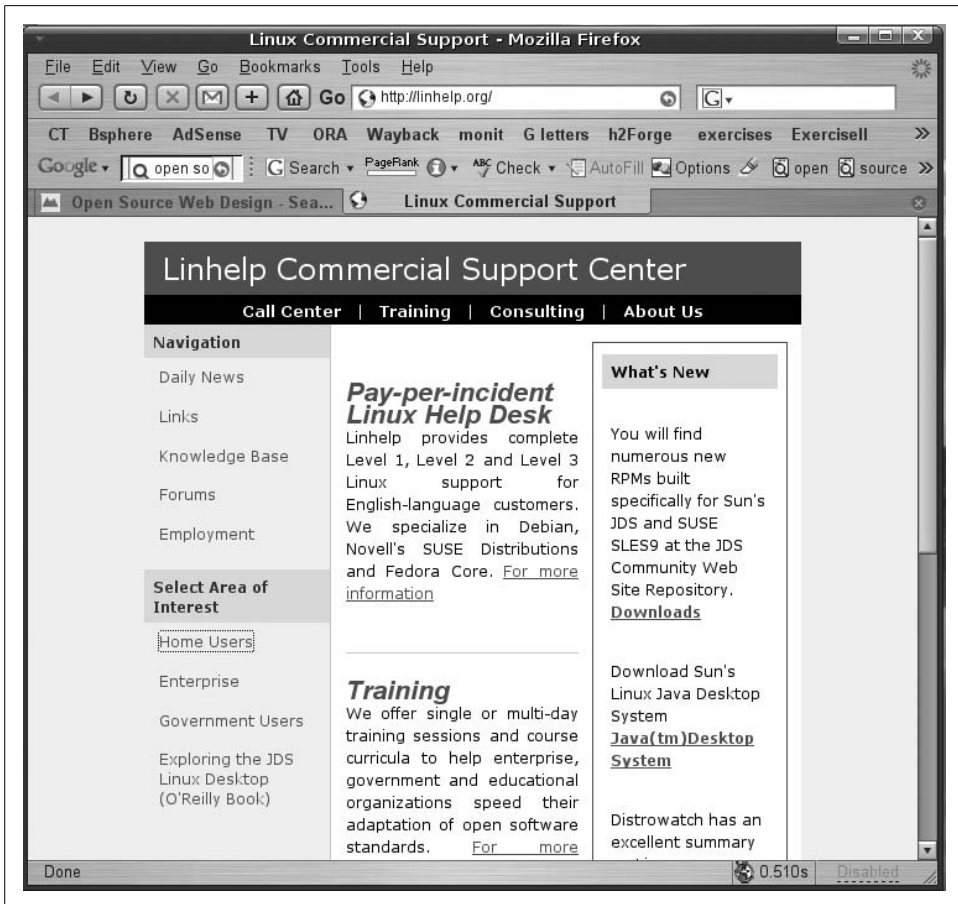 Linux Commercial Support - Mozilla Firefox
File Edit View Go Bookmarks Tools Help
Go http://linhelp.org/ G
CT Bsphere AdSense TV ORA Wayback monit G letters h2Forge exercises Exercisell »
Google open so G Search PageRank ABC Check AutoFill Options open source »
Open Source Web Design - Sea... Linux Commercial Support
Linhelp Commercial Support Center
Call Center | Training | Consulting | About Us
Navigation
Daily News
Links
Knowledge Base
Forums
Employment
Select Area of
Interest
Home Users
Enterprise
Government Users
Exploring the JDS
Linux Desktop
(O'Reilly Book)
Pay-per-incident
Linux Help Desk
Linhelp provides complete
Level 1, Level 2 and Level 3
Linux support for
English-language customers.
We specialize in Debian,
Novell's SUSE Distributions
and Fedora Core. For more
information
Training
We offer single or multi-day
training sessions and course
curricula to help enterprise,
government and educational
organizations speed their
adaptation of open software
standards. For more
What's New
You will find
numerous new
RPMs built
specifically for Sun's
JDS and SUSE
SLES9 at the JDS
Community Web
Site Repository.
Downloads
Download Sun's
Linux Java Desktop
System
Java(tm)Desktop
System
Distrowatch has an
excellent summary
Done 0.510s Disabled